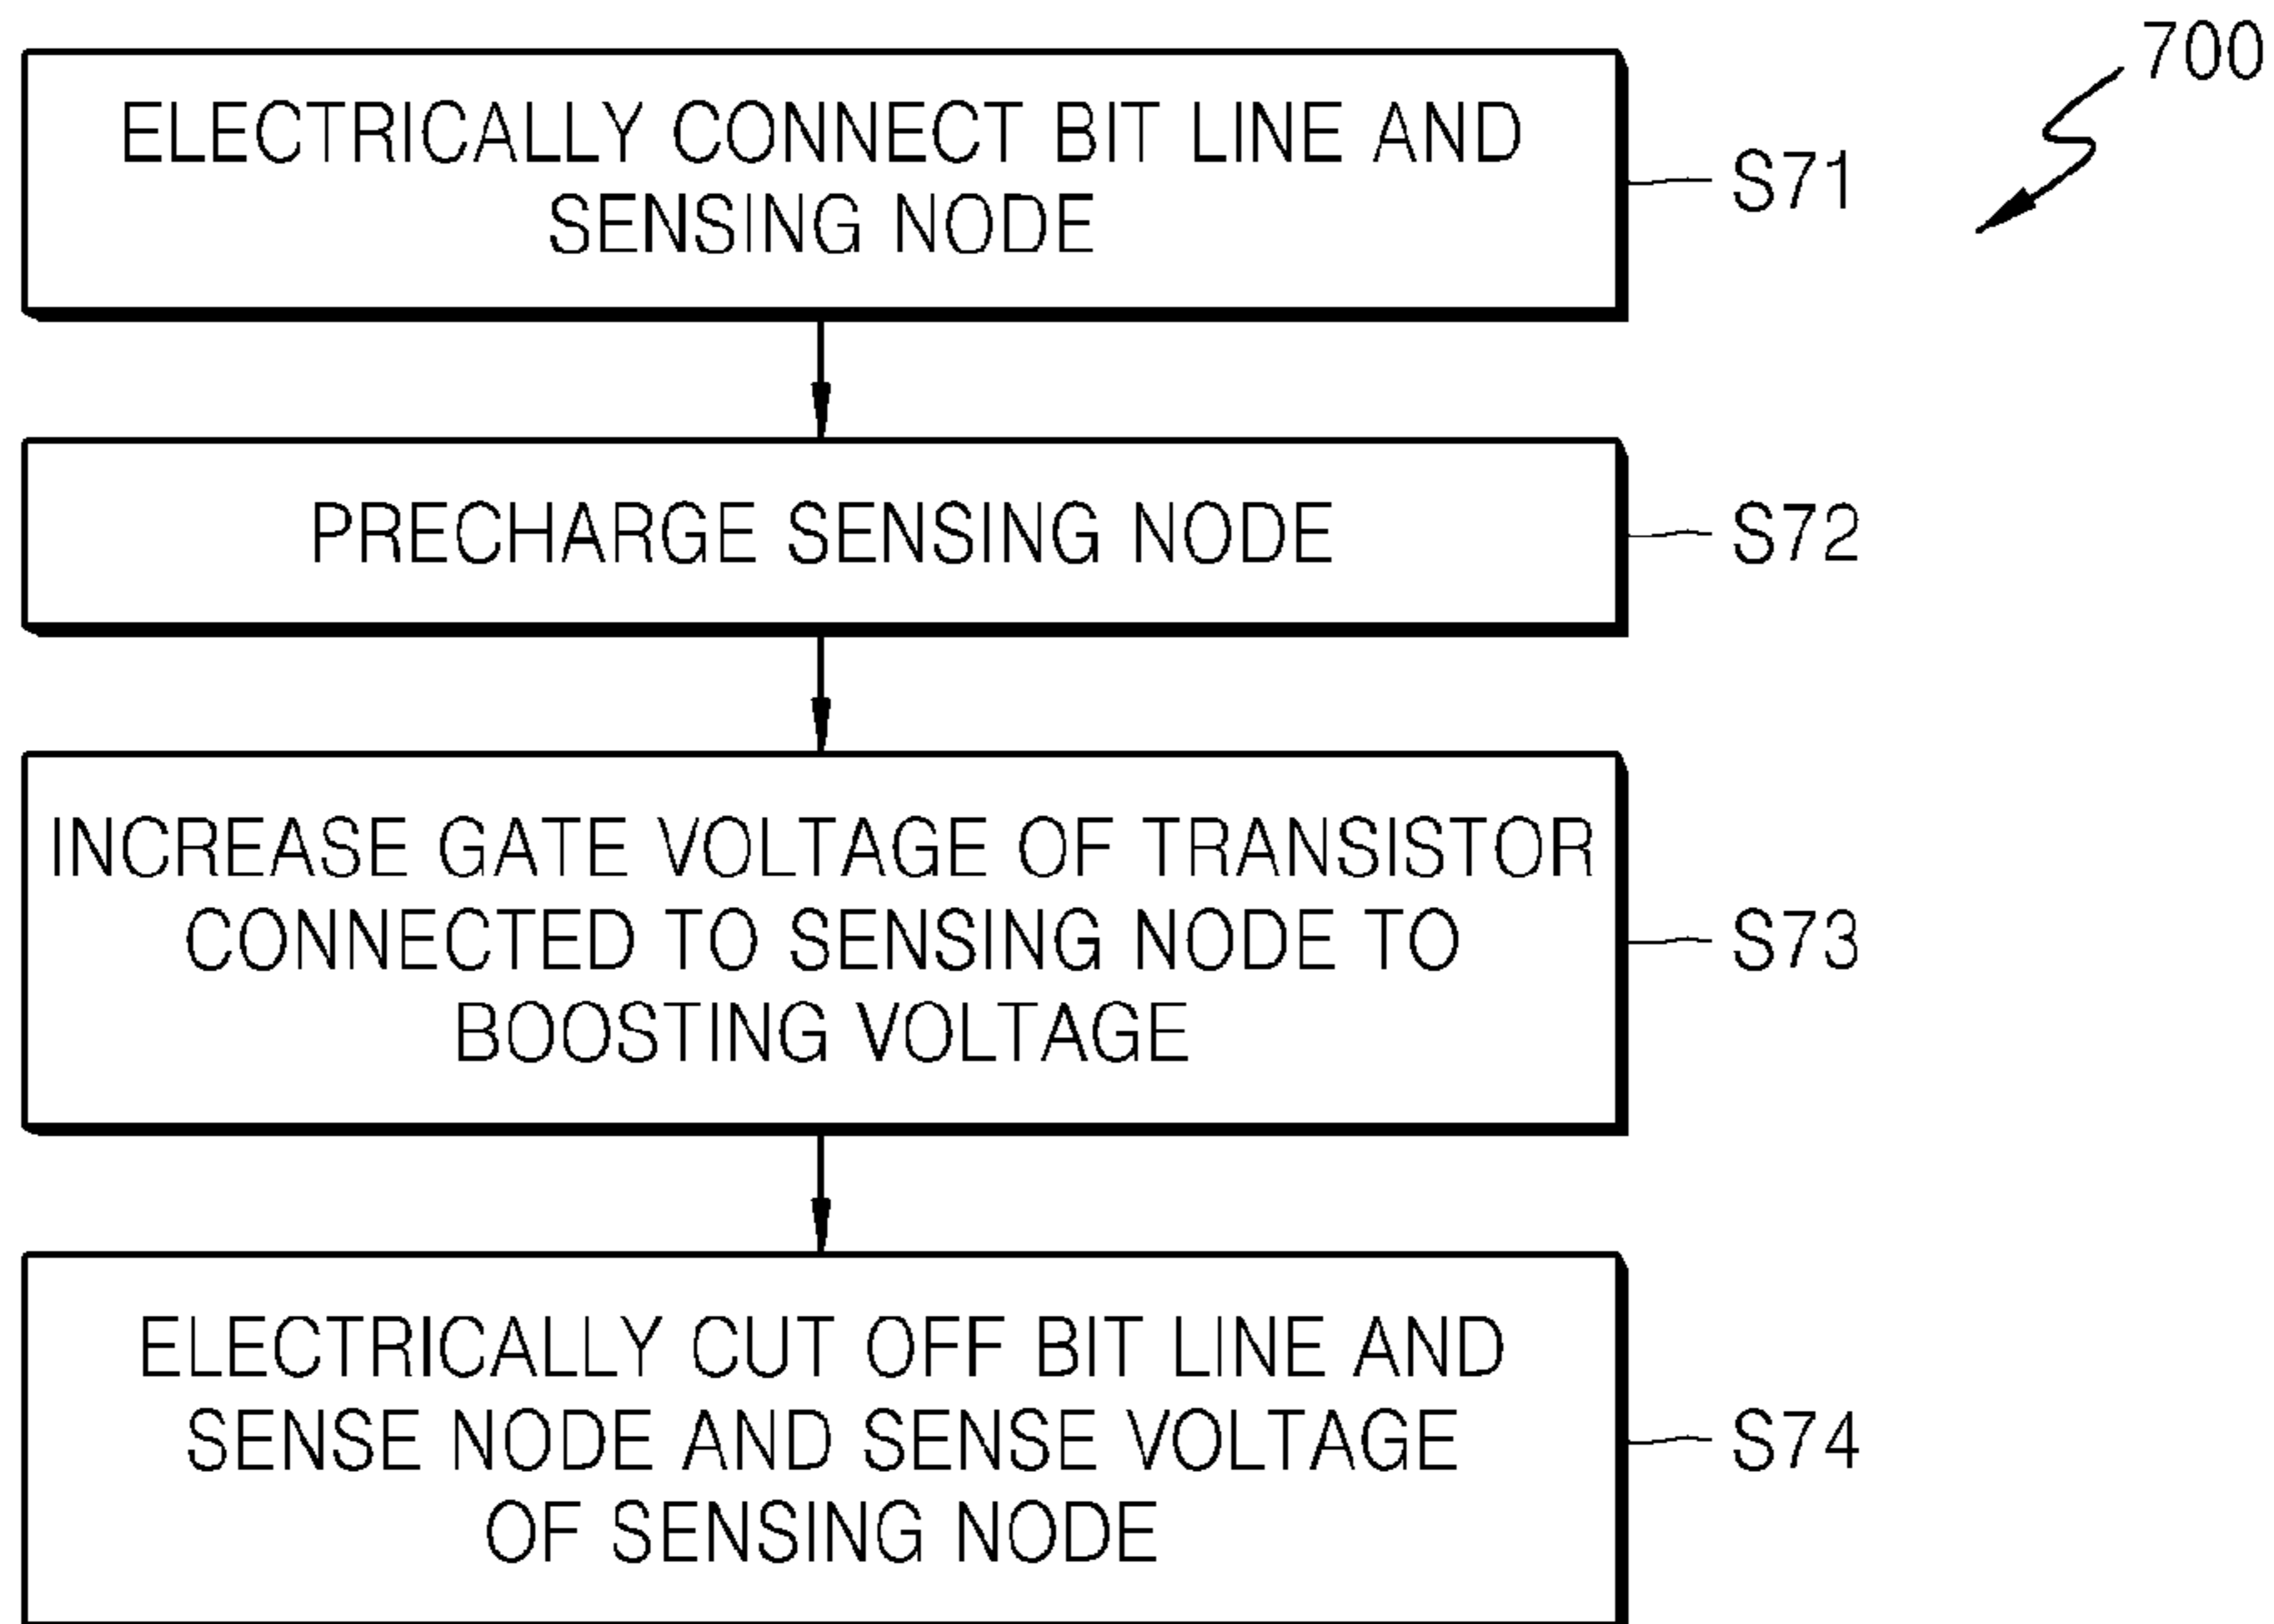 700
ELECTRICALLY CONNECT BIT LINE AND
SENSING NODE
S71
PRECHARGE SENSING NODE
S72
INCREASE GATE VOLTAGE OF TRANSISTOR
CONNECTED TO SENSING NODE TO
BOOSTING VOLTAGE
S73
ELECTRICALLY CUT OFF BIT LINE AND
SENSE NODE AND SENSE VOLTAGE
OF SENSING NODE
S74